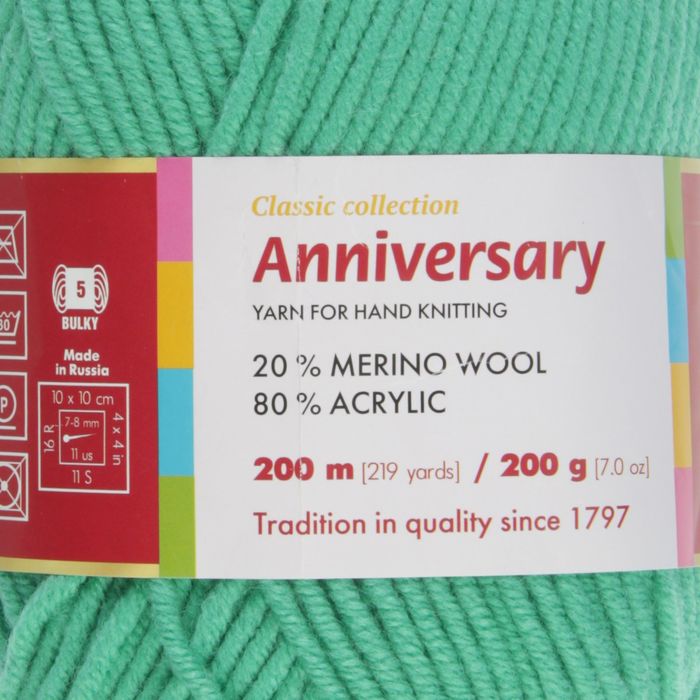 5
BULKY
Made
in Russia
10 x 10 cm
16 R
7-8 mm
11 us
4 x 4 in
11 S
30
P
Classic collection
Anniversary
YARN FOR HAND KNITTING
20 % MERINO WOOL
80 % ACRYLIC
200 m [219 yards] / 200 g [7.0 oz]
Tradition in quality since 1797